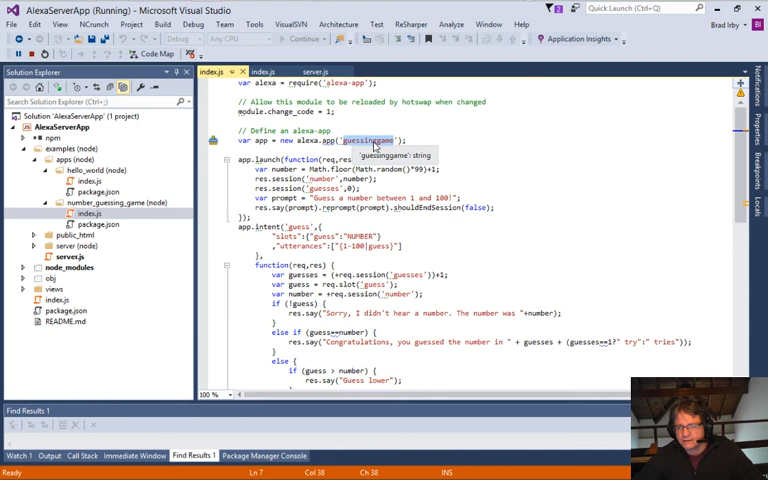 AlexaServerApp (Running) - Microsoft Visual Studio
Quick Launch (Ctrl+Q)
File Edit View NCrunch Project Build Debug Team Tools VisualSVN Architecture Test ReSharper Analyze Window Help
Brad Irby
Debug Any CPU Continue Application Insights
Code Map
Solution Explorer
index.js index.js server.js
Search Solution Explorer (Ctrl+;)
Solution 'AlexaServerApp' (1 project)
AlexaServerApp
npm
examples (node)
apps (node)
hello_world
index.js
package.json
number_guessing_game (node)
index.js
package.json
public_html
server (node)
server.js
node_modules
obj
views
index.js
package.json
README.md
var alexa = require('alexa-app');
// Allow this module to be reloaded by hotswap when changed
module.change_code = 1;
// Define an alexa-app
var app = new alexa.app('guessinggame');
'guessinggame': string
app.launch(function(req,res
var number = Math.floor(Math.random()*99)+1;
res.session('number',number);
res.session('guesses',0);
var prompt = "Guess a number between 1 and 100!";
res.say(prompt).reprompt(prompt).shouldEndSession(false);
});
app.intent('guess',{
"slots":{"guess":"NUMBER"}
,"utterances":["{1-100|guess}"]
},
function(req,res) {
var guesses = (+req.session('guesses'))+1;
var guess = req.slot('guess');
var number = +req.session('number');
if (!guess) {
res.say("Sorry, I didn't hear a number. The number was "+number);
}
else if (guess==number) {
res.say("Congratulations, you guessed the number in " + guesses + (guesses==1?" try":" tries"));
}
else {
if (guess > number) {
res.say("Guess lower");
100 %
Notifications
Properties
Breakpoints
Locals
Find Results 1
Watch 1 Output Call Stack Immediate Window Find Results 1 Package Manager Console
Ready Ln 7 Col 38 Ch 38 INS